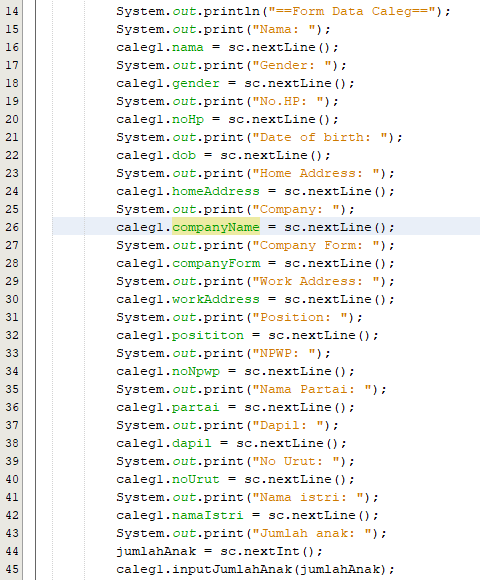 14 System.out.println("==Form Data Caleg==");
15 System.out.print("Nama: ");
16 caleg1.nama = sc.nextLine();
17 System.out.print("Gender: ");
18 caleg1.gender = sc.nextLine();
19 System.out.print("No.HP: ");
20 caleg1.noHp = sc.nextLine();
21 System.out.print("Date of birth: ");
22 caleg1.dob = sc.nextLine();
23 System.out.print("Home Address: ");
24 caleg1.homeAddress = sc.nextLine();
25 System.out.print("Company: ");
26 caleg1.companyName = sc.nextLine();
27 System.out.print("Company Form: ");
28 caleg1.companyForm = sc.nextLine();
29 System.out.print("Work Address: ");
30 caleg1.workAddress = sc.nextLine();
31 System.out.print("Position: ");
32 caleg1.posititon = sc.nextLine();
33 System.out.print("NPWP: ");
34 caleg1.noNpwp = sc.nextLine();
35 System.out.print("Nama Partai: ");
36 caleg1.partai = sc.nextLine();
37 System.out.print("Dapil: ");
38 caleg1.dapil = sc.nextLine();
39 System.out.print("No Urut: ");
40 caleg1.noUrut = sc.nextLine();
41 System.out.print("Nama istri: ");
42 caleg1.namaIstri = sc.nextLine();
43 System.out.print("Jumlah anak: ");
44 jumlahAnak = sc.nextInt();
45 caleg1.inputJumlahAnak(jumlahAnak);